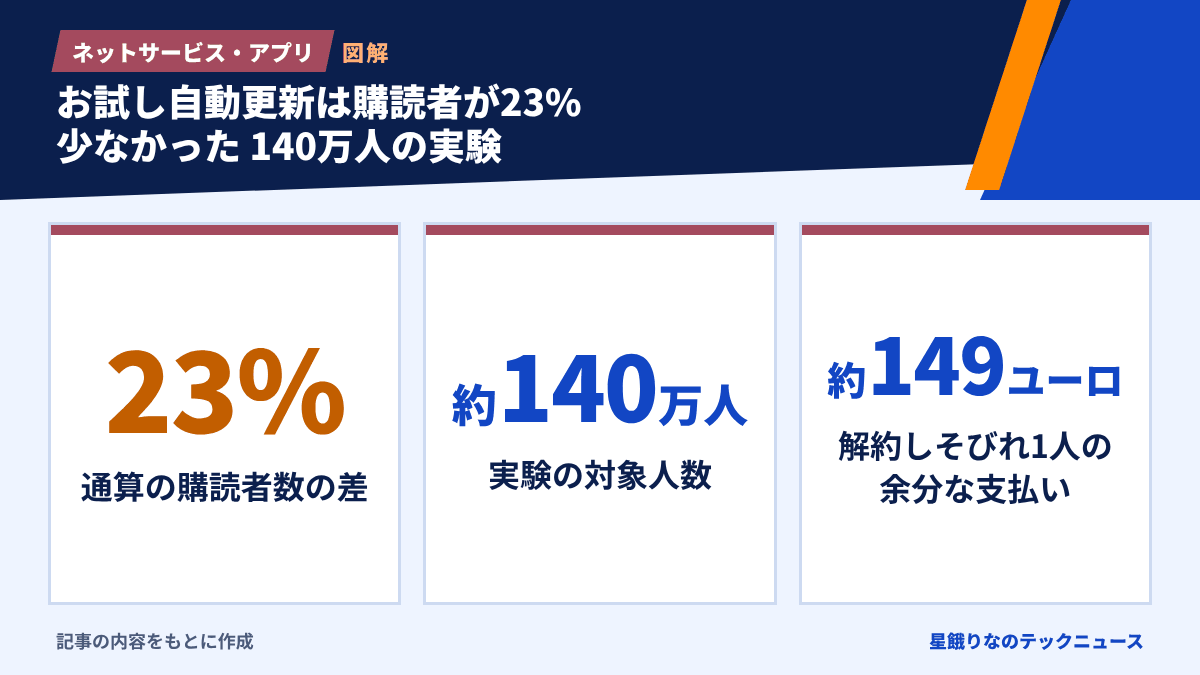 ネットサービス・アプリ 図解
お試し自動更新は購読者が23%
少なかった 140万人の実験
23%
通算の購読者数の差
約140万人
実験の対象人数
約149ユーロ
解約しそびれ1人の
余分な支払い
記事の内容をもとに作成
星餓りなのテックニュース